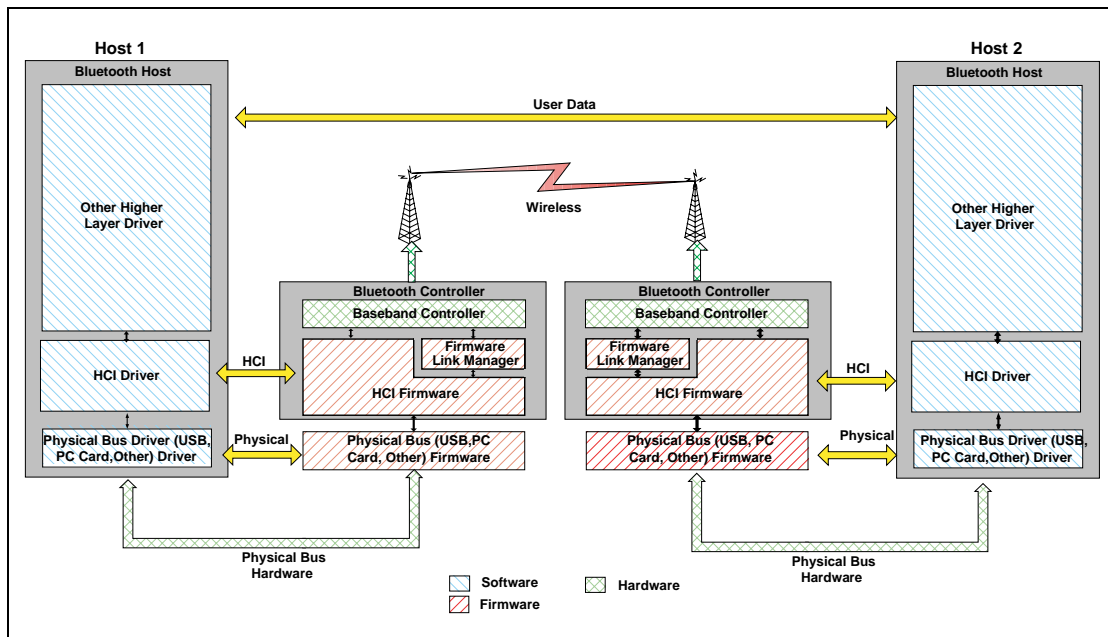 Host 1
Host 2
Bluetooth Host
Bluetooth Host
User Data
Other Higher
Layer Driver
Wireless
Other Higher
Layer Driver
Bluetooth Controller
Baseband Controller
Firmware
Link Manager
HCI Firmware
Bluetooth Controller
Baseband Controller
Firmware
Link Manager
HCI Firmware
HCI Driver
HCI
HCI
HCI Driver
Physical Bus Driver (USB,
PC Card,Other) Driver
Physical
Physical Bus (USB,PC
Card, Other) Firmware
Physical Bus (USB, PC
Card, Other) Firmware
Physical
Physical Bus Driver (USB,
PC Card,Other) Driver
Physical Bus
Hardware
Physical Bus
Hardware
Software
Hardware
Firmware